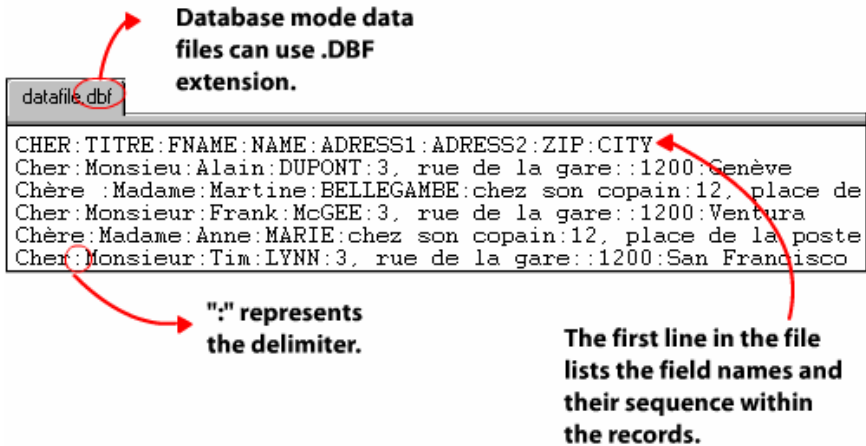 Database mode data
files can use .DBF
extension.
datafile.dbf
CHER:TITRE:FNAME:NAME:ADRESS1:ADRESS2:ZIP:CITY
Cher:Monsieu:Alain:DUPONT:3, rue de la gare::1200:Genève
Chère :Madame:Martine:BELLEGAMBE:chez son copain:12, place de
Cher:Monsieur:Frank:McGEE:3, rue de la gare::1200:Ventura
Chère:Madame:Anne:MARIE:chez son copain:12, place de la poste
Cher:Monsieur:Tim:LYNN:3, rue de la gare::1200:San Francisco
":" represents
the delimiter.
The first line in the file
lists the field names and
their sequence within
the records.